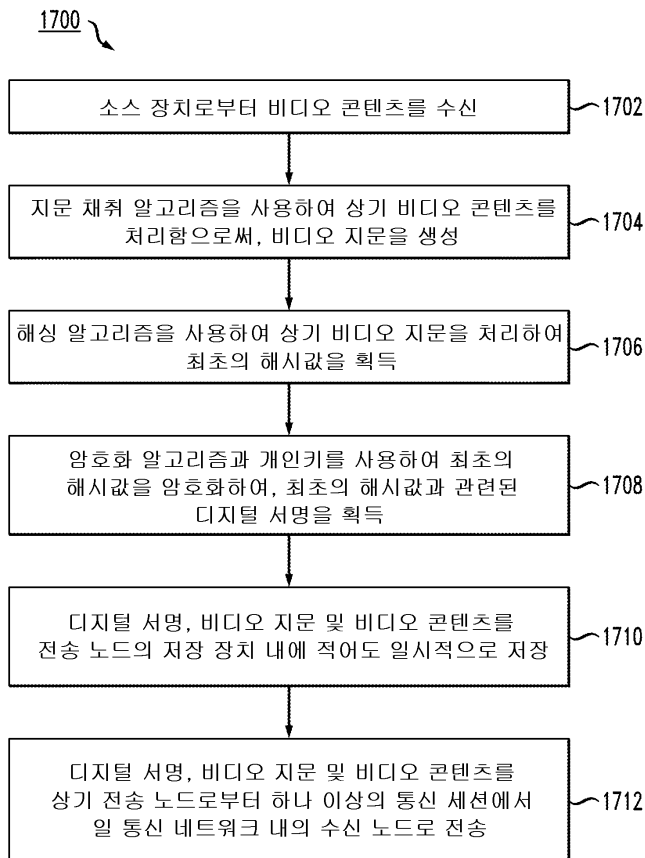 1700
소스 장치로부터 비디오 콘텐츠를 수신
1702
지문 채취 알고리즘을 사용하여 상기 비디오 콘텐츠를
처리함으로써, 비디오 지문을 생성
1704
해싱 알고리즘을 사용하여 상기 비디오 지문을 처리하여
최초의 해시값을 획득
1706
암호화 알고리즘과 개인키를 사용하여 최초의
해시값을 암호화하여, 최초의 해시값과 관련된
디지털 서명을 획득
1708
디지털 서명, 비디오 지문 및 비디오 콘텐츠를
전송 노드의 저장 장치 내에 적어도 일시적으로 저장
1710
디지털 서명, 비디오 지문 및 비디오 콘텐츠를
상기 전송 노드로부터 하나 이상의 통신 세션에서
일 통신 네트워크 내의 수신 노드로 전송
1712